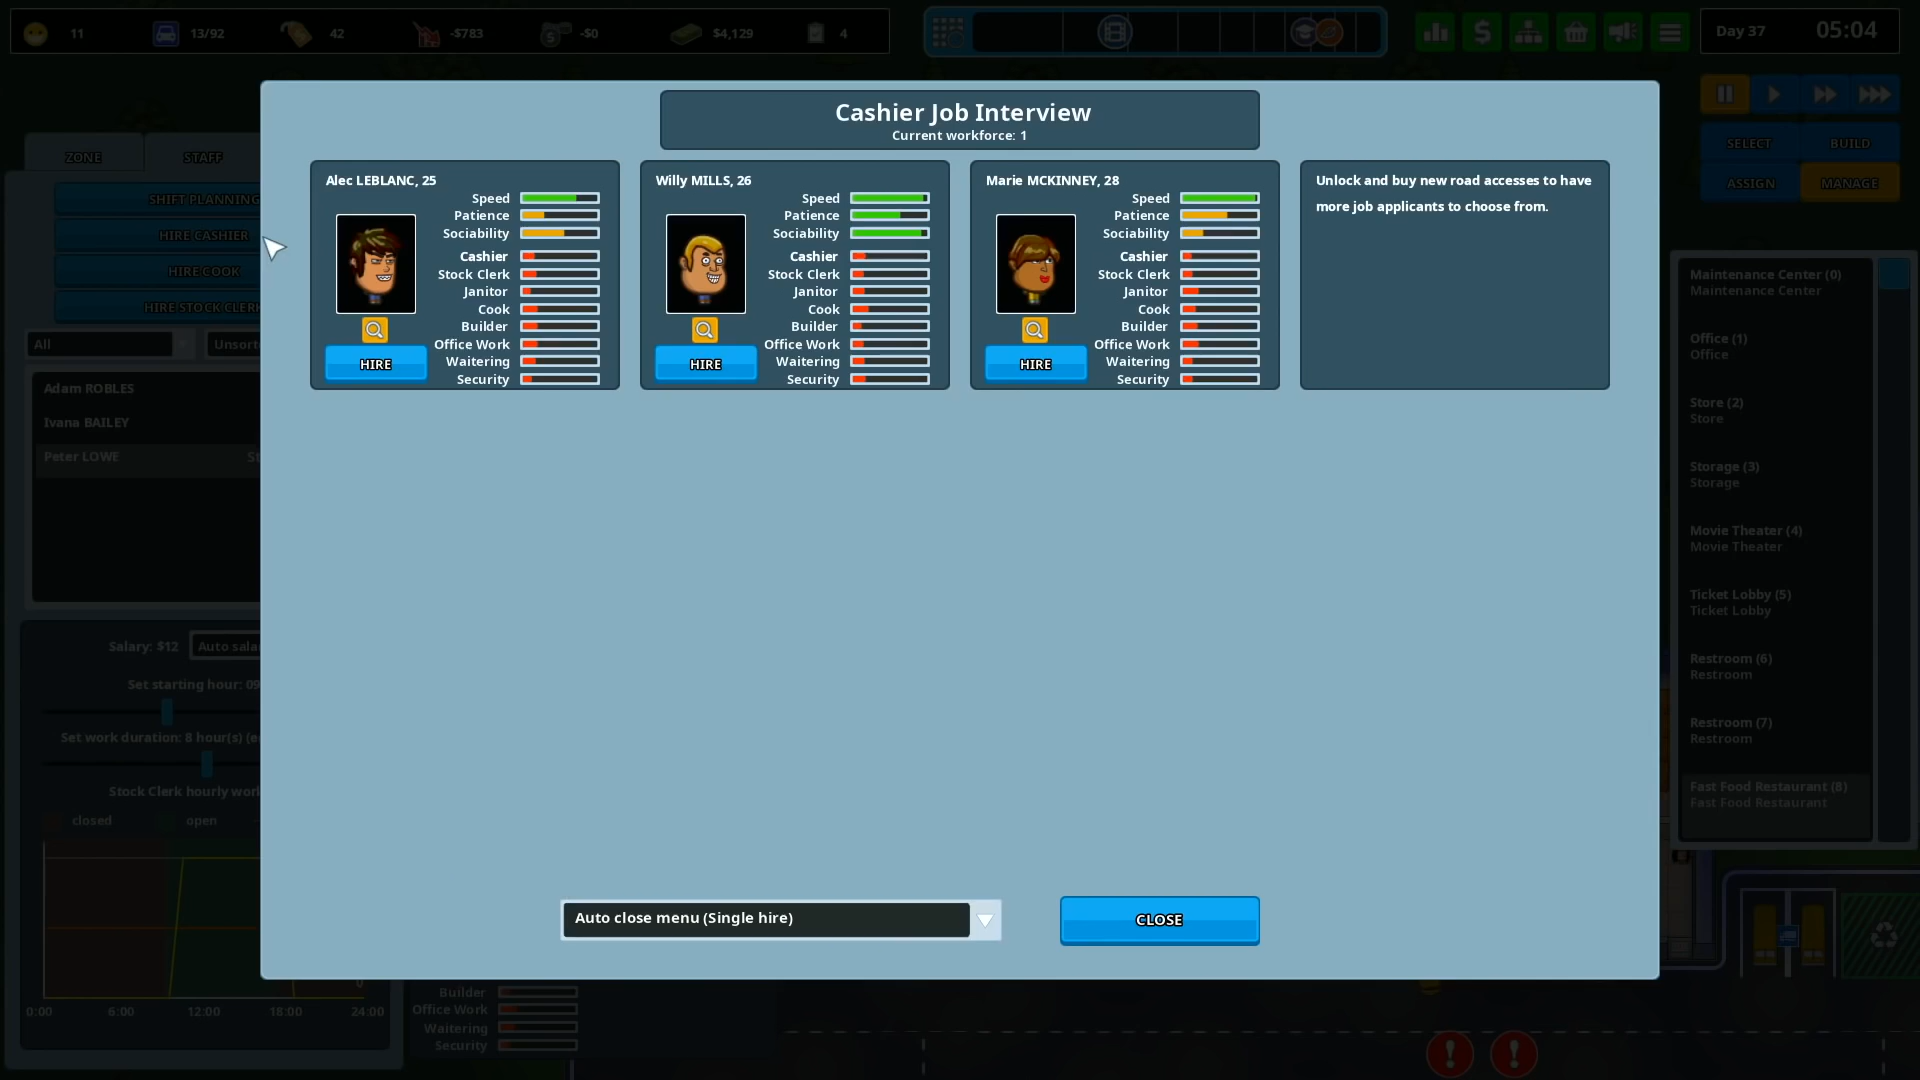 11
13/92
42
-$783
-$0
$4,129
4
Day 37
05:04
Cashier Job Interview
Current workforce: 1
ZONE
STAFF
SELECT
BUILD
ASSIGN
MANAGE
SHIFT PLANNING
HIRE CASHIER
HIRE COOK
HIRE STOCK CLERK
All
Adam ROBLES
Ivana BAILEY
Peter LOWE
Salary: $12
Set work duration: 8 hour(s)
Stock Clerk hourly
closed
open
0
0:00
6:00
12:00
18:00
24:00
Alec LEBLANC, 25
Speed
Patience
Sociability
Cashier
Stock Clerk
Janitor
Cook
Builder
Office Work
Waitering
Security
HIRE
Willy MILLS, 26
Speed
Patience
Sociability
Cashier
Stock Clerk
Janitor
Cook
Builder
Office Work
Waitering
Security
HIRE
Marie MCKINNEY, 28
Speed
Patience
Sociability
Cashier
Stock Clerk
Janitor
Cook
Builder
Office Work
Waitering
Security
HIRE
Unlock and buy new road accesses to have
more job applicants to choose from.
Auto close menu (Single hire)
CLOSE
Builder
Office Work
Waitering
Security
Maintenance Center (0)
Maintenance Center
Office (1)
Office
Store (2)
Store
Storage (3)
Storage
Movie Theater (4)
Movie Theater
Ticket Lobby (5)
Ticket Lobby
Restroom (6)
Restroom
Restroom (7)
Restroom
Fast Food Restaurant (8)
Fast Food Restaurant